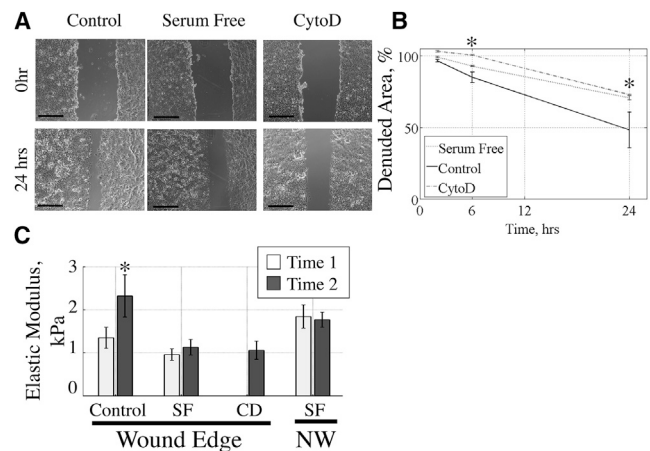 A
Control
Serum Free
CytoD
0hr
24 hrs
B
*
*
100
50
0
Denuded Area, %
Serum Free
Control
CytoD
0
6
12
24
Time, hrs
C
Time 1
Time 2
*
3
2
1
0
Elastic Modulus,
kPa
Control
SF
CD
SF
Wound Edge
NW